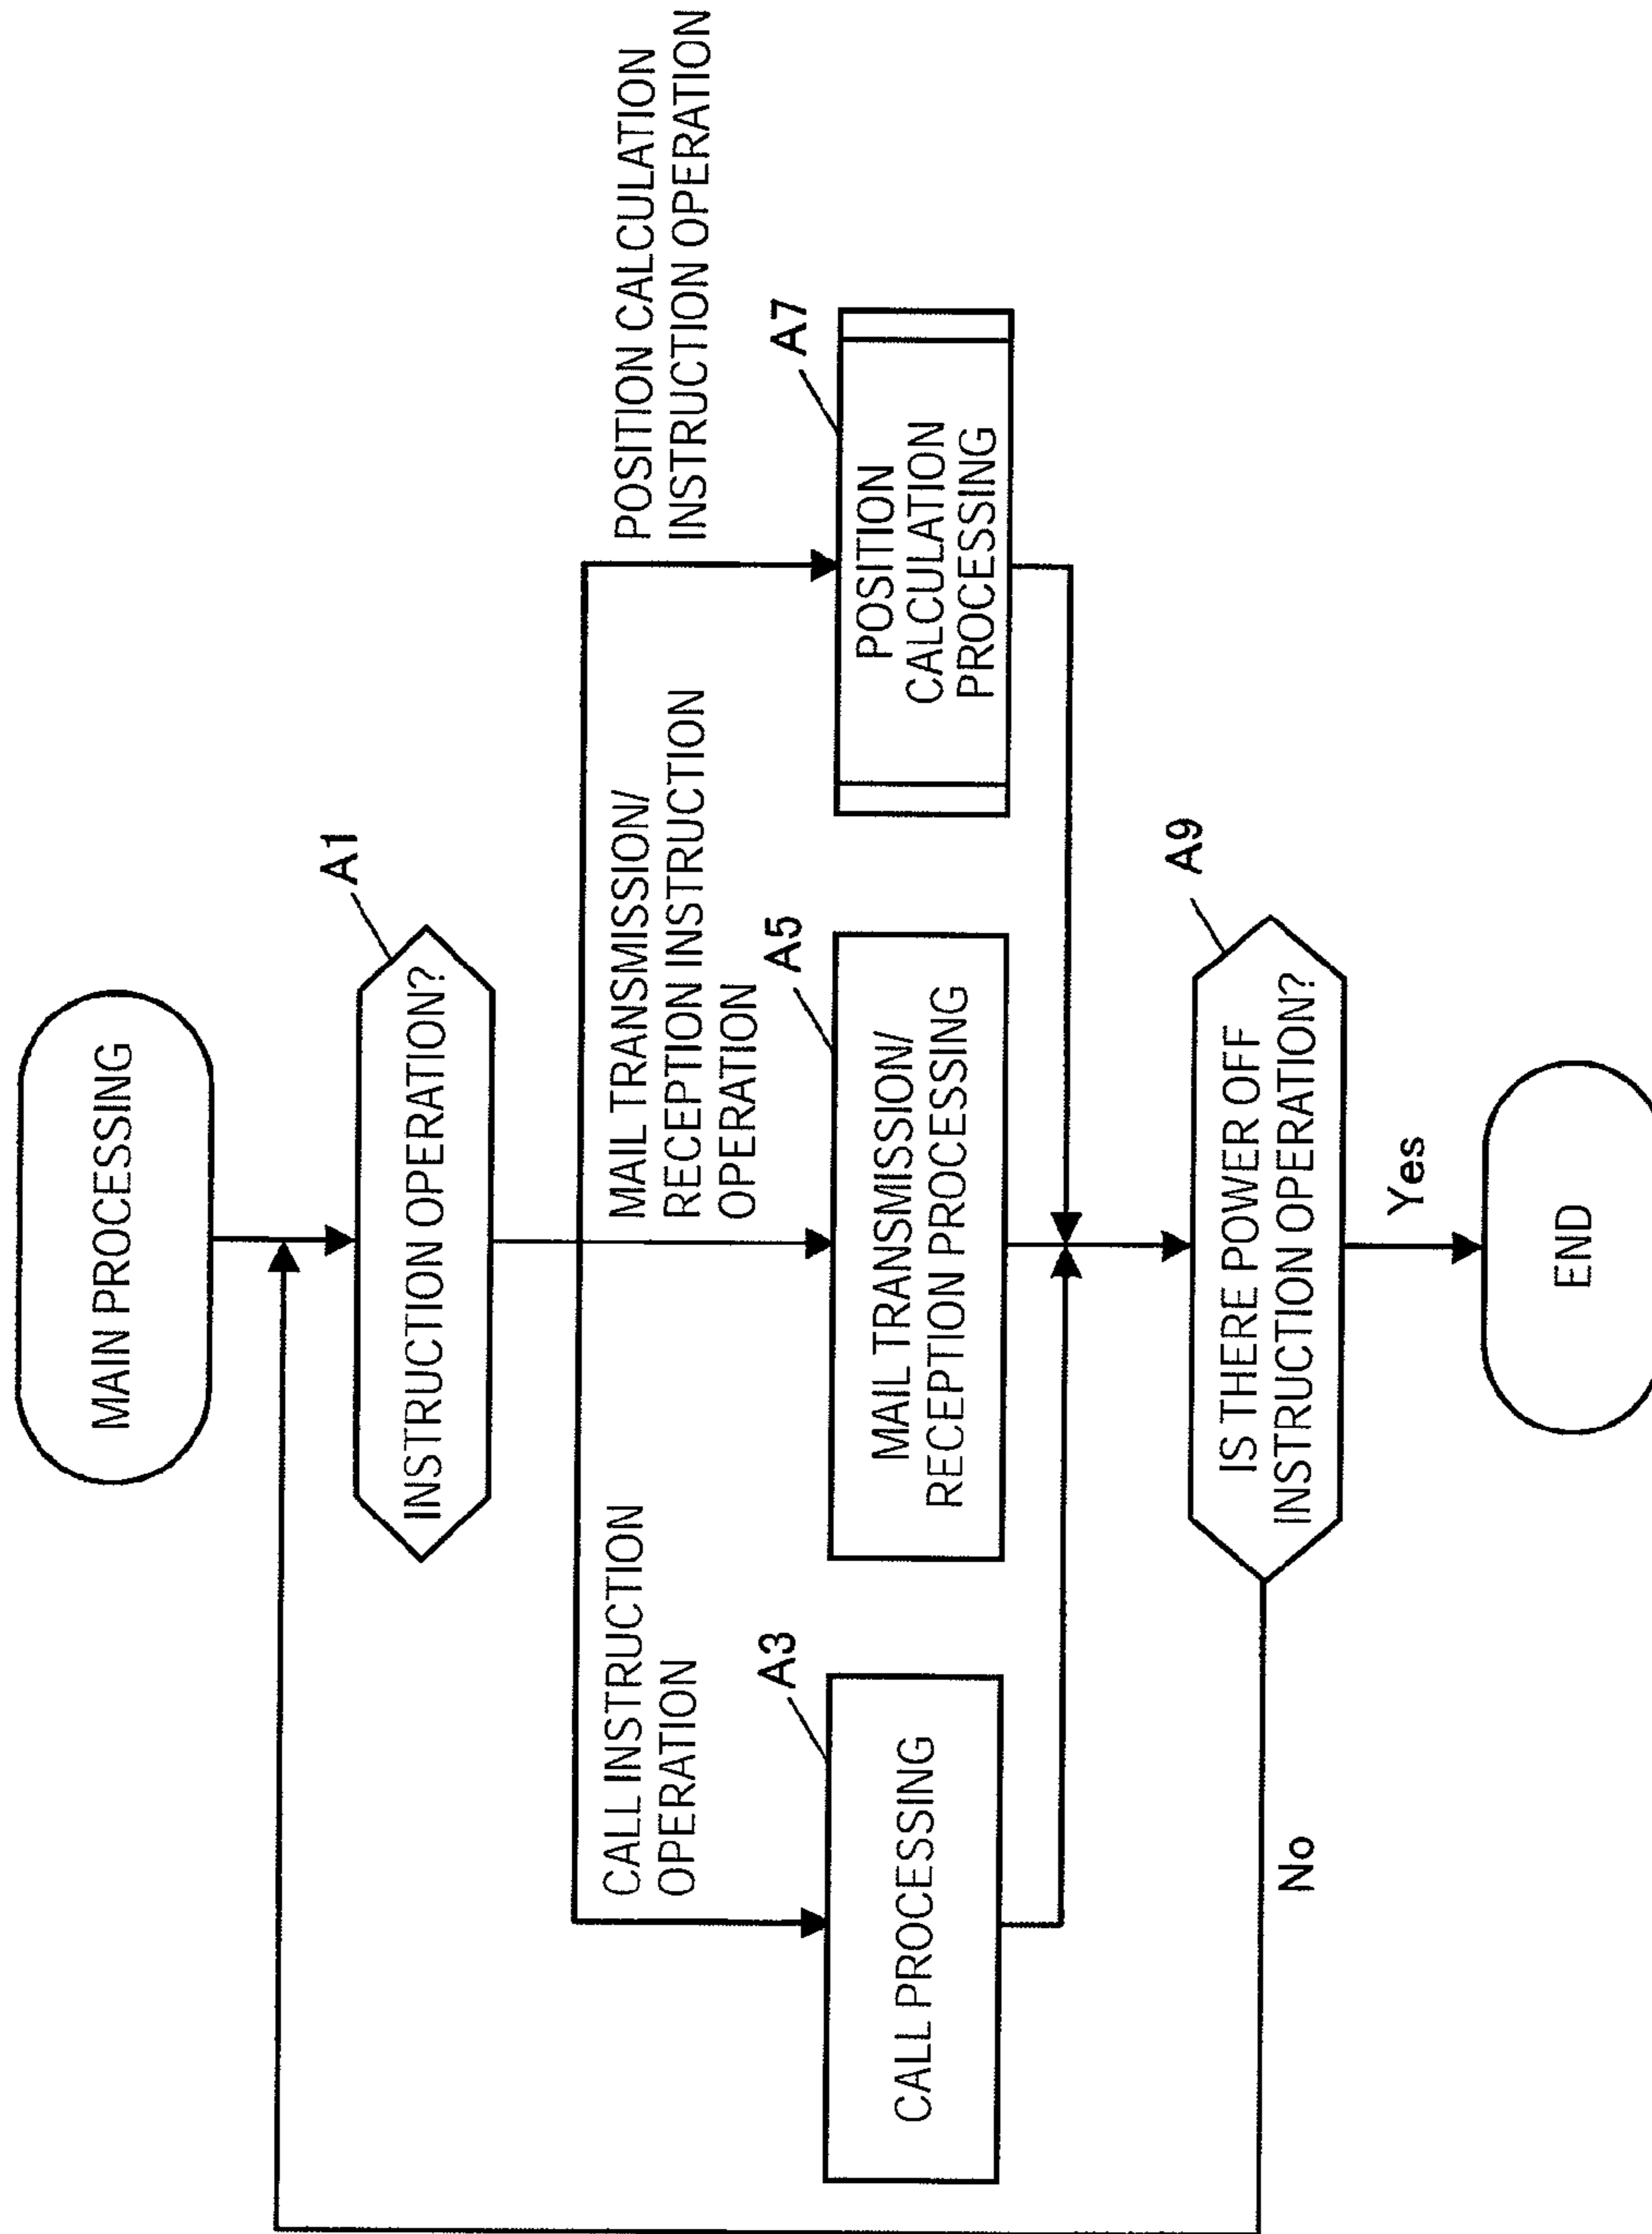 MAIN PROCESSING
A1
INSTRUCTION OPERATION?
CALL INSTRUCTION
OPERATION
MAIL TRANSMISSION/
RECEPTION INSTRUCTION
OPERATION
POSITION CALCULATION
INSTRUCTION OPERATION
A3
CALL PROCESSING
A5
MAIL TRANSMISSION/
RECEPTION PROCESSING
A7
POSITION
CALCULATION
PROCESSING
A9
IS THERE POWER OFF
INSTRUCTION OPERATION?
No
Yes
END